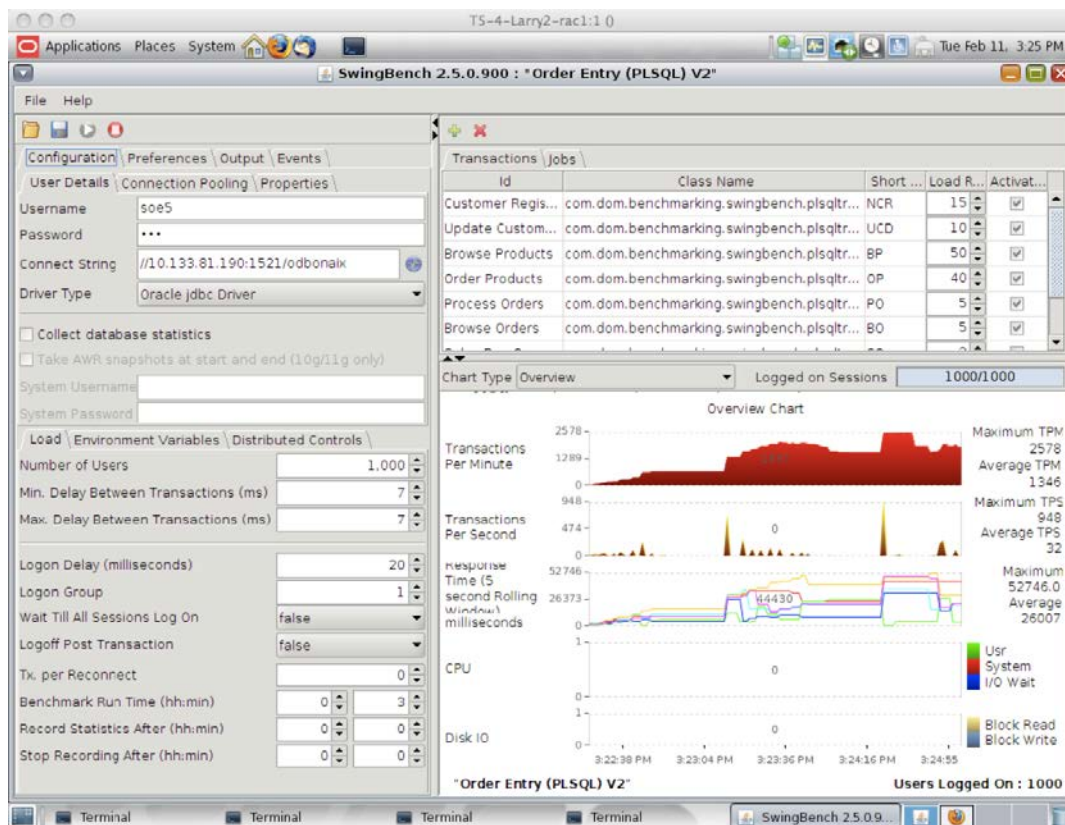 T5-4-Larry2-rac1:1 ()
Applications Places System Tue Feb 11, 3:25 PM
SwingBench 2.5.0.900 : "Order Entry (PLSQL) V2"
File Help
Configuration Preferences Output Events
User Details Connection Pooling Properties
Username soe5
Password •••
Connect String //10.133.81.190:1521/odbonaix
Driver Type Oracle jdbc Driver
Collect database statistics
Take AWR snapshots at start and end (10g/11g only)
System Username
System Password
Load Environment Variables Distributed Controls
Number of Users 1,000
Min. Delay Between Transactions (ms) 7
Max. Delay Between Transactions (ms) 7
Logon Delay (milliseconds) 20
Logon Group 1
Wait Till All Sessions Log On false
Logoff Post Transaction false
Tx. per Reconnect 0
Benchmark Run Time (hh:min) 0 3
Record Statistics After (hh:min) 0 0
Stop Recording After (hh:min) 0 0
Transactions Jobs
Id Class Name Short ... Load R... Activat...
Customer Regis... com.dom.benchmarking.swingbench.plsqltr... NCR 15
Update Custom... com.dom.benchmarking.swingbench.plsqltr... UCD 10
Browse Products com.dom.benchmarking.swingbench.plsqltr... BP 50
Order Products com.dom.benchmarking.swingbench.plsqltr... OP 40
Process Orders com.dom.benchmarking.swingbench.plsqltr... PO 5
Browse Orders com.dom.benchmarking.swingbench.plsqltr... BO 5
Chart Type Overview Logged on Sessions 1000/1000
Overview Chart
Transactions Per Minute
2578
1289
0
Maximum TPM
2578
Average TPM
1346
Transactions Per Second
948
474
0
0
Maximum TPS
948
Average TPS
32
Response
Time (5
second Rolling
Window)
milliseconds
52746
26373
0
44430
Maximum
52746.0
Average
26007
CPU
1
0
0
Usr
System
I/O Wait
Disk IO
1
0
0
Block Read
Block Write
3:22:38 PM 3:23:04 PM 3:23:36 PM 3:24:16 PM 3:24:55
"Order Entry (PLSQL) V2" Users Logged On : 1000
Terminal Terminal Terminal Terminal SwingBench 2.5.0.9...